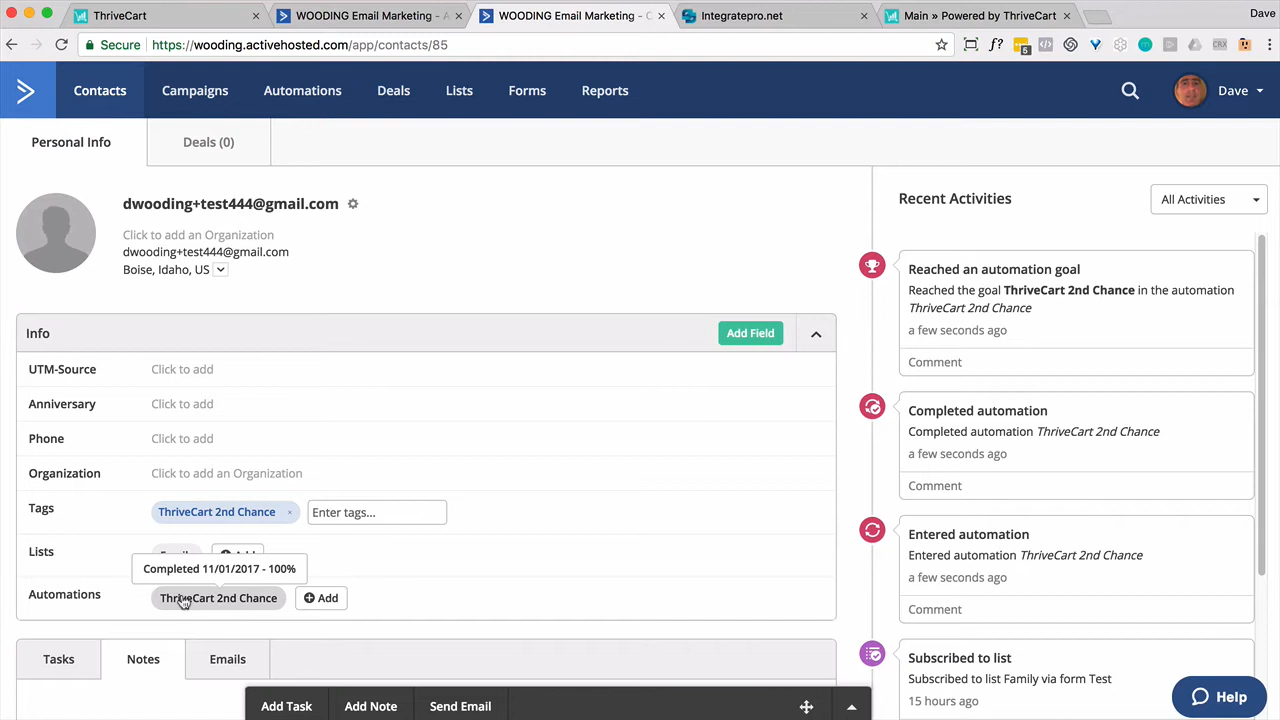 ThriveCart
WOODING Email Marketing - A
WOODING Email Marketing - C
Integratepro.net
Main » Powered by ThriveCart
Dave
Secure
https://wooding.activehosted.com/app/contacts/85
f?
5
CRX
Contacts
Campaigns
Automations
Deals
Lists
Forms
Reports
Dave
Personal Info
Deals (0)
dwooding+test444@gmail.com
Click to add an Organization
dwooding+test444@gmail.com
Boise, Idaho, US
Info
Add Field
UTM-Source
Click to add
Anniversary
Click to add
Phone
Click to add
Organization
Click to add an Organization
Tags
ThriveCart 2nd Chance ×
Enter tags...
Lists
Completed 11/01/2017 - 100%
Automations
ThriveCart 2nd Chance
Add
Tasks
Notes
Emails
Add Task
Add Note
Send Email
Recent Activities
All Activities
Reached an automation goal
Reached the goal ThriveCart 2nd Chance in the automation
ThriveCart 2nd Chance
a few seconds ago
Comment
Completed automation
Completed automation ThriveCart 2nd Chance
a few seconds ago
Comment
Entered automation
Entered automation ThriveCart 2nd Chance
a few seconds ago
Comment
Subscribed to list
Subscribed to list Family via form Test
15 hours ago
Help